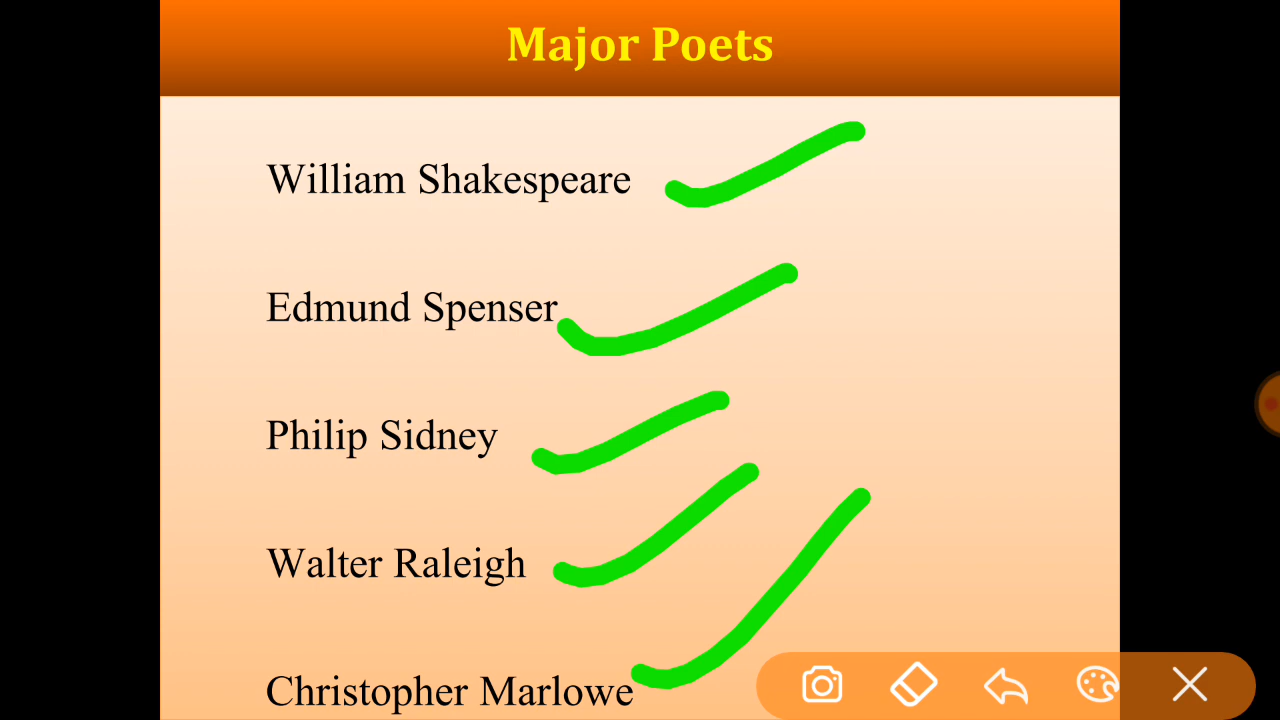 Major Poets
William Shakespeare
Edmund Spenser
Philip Sidney
Walter Raleigh
Christopher Marlowe